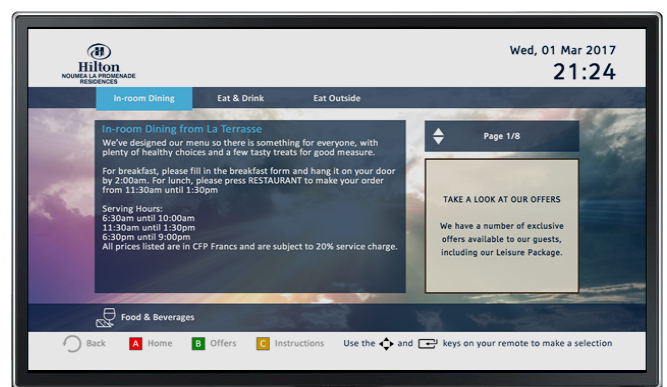 Hilton
NOUMEA LA PROMENADE
RESIDENCES
Wed, 01 Mar 2017
21:24
In-room Dining
Eat & Drink
Eat Outside
In-room Dining from La Terrasse
We've designed our menu so there is something for everyone, with
plenty of healthy choices and a few tasty treats for good measure.
For breakfast, please fill in the breakfast form and hang it on your door
by 2:00am. For lunch, please press RESTAURANT to make your order
from 11:30am until 1:30pm
Serving Hours:
6:30am until 10:00am
11:30am until 1:30pm
6:30pm until 9:00pm
All prices listed are in CFP Francs and are subject to 20% service charge.
Page 1/8
TAKE A LOOK AT OUR OFFERS
We have a number of exclusive
offers available to our guests,
including our Leisure Package.
Food & Beverages
Back
A Home
B Offers
C Instructions
Use the and keys on your remote to make a selection